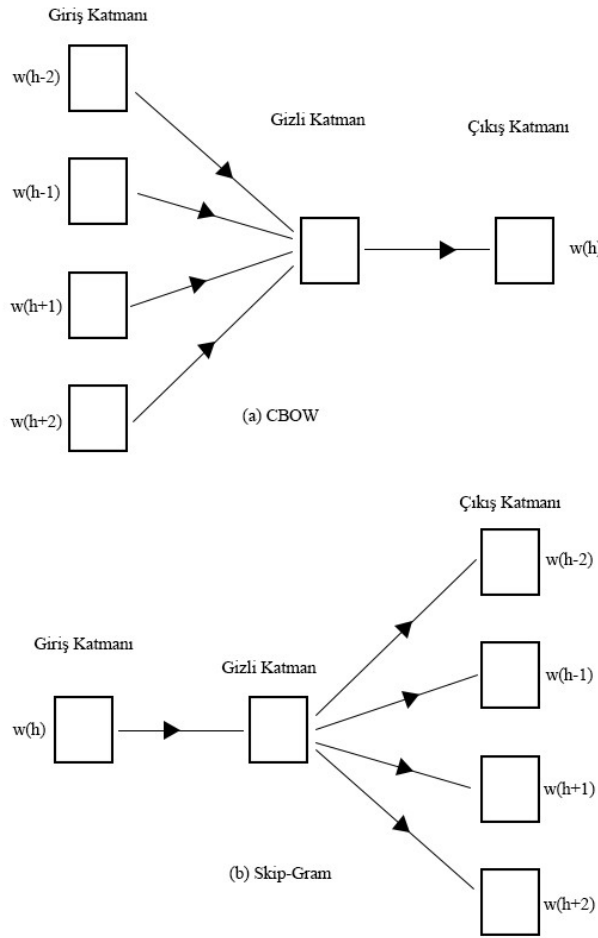 Giriş Katmanı
w(h-2)
Gizli Katman
Çıkış Katmanı
w(h-1)
w(h)
w(h+1)
w(h+2)
(a) CBOW
Çıkış Katmanı
w(h-2)
Giriş Katmanı
Gizli Katman
w(h-1)
w(h)
w(h+1)
(b) Skip-Gram
w(h+2)